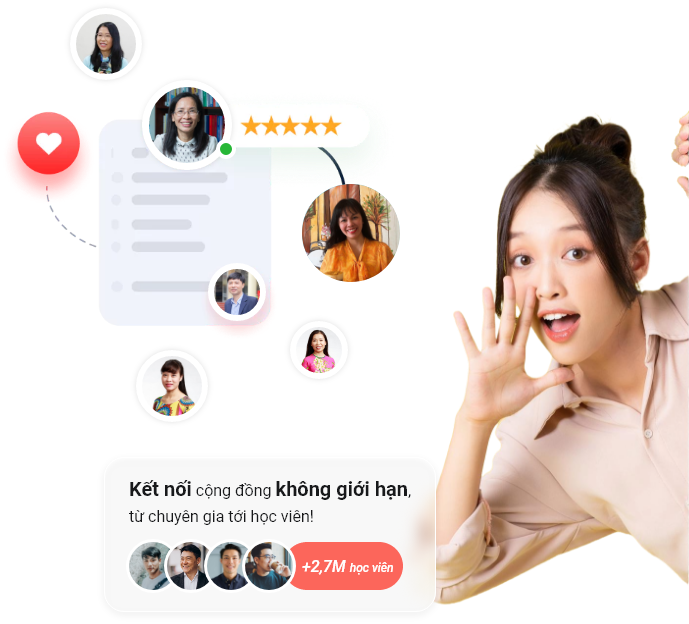 Kết nối cộng đồng không giới hạn,
từ chuyên gia tới học viên!
+2,7M học viên